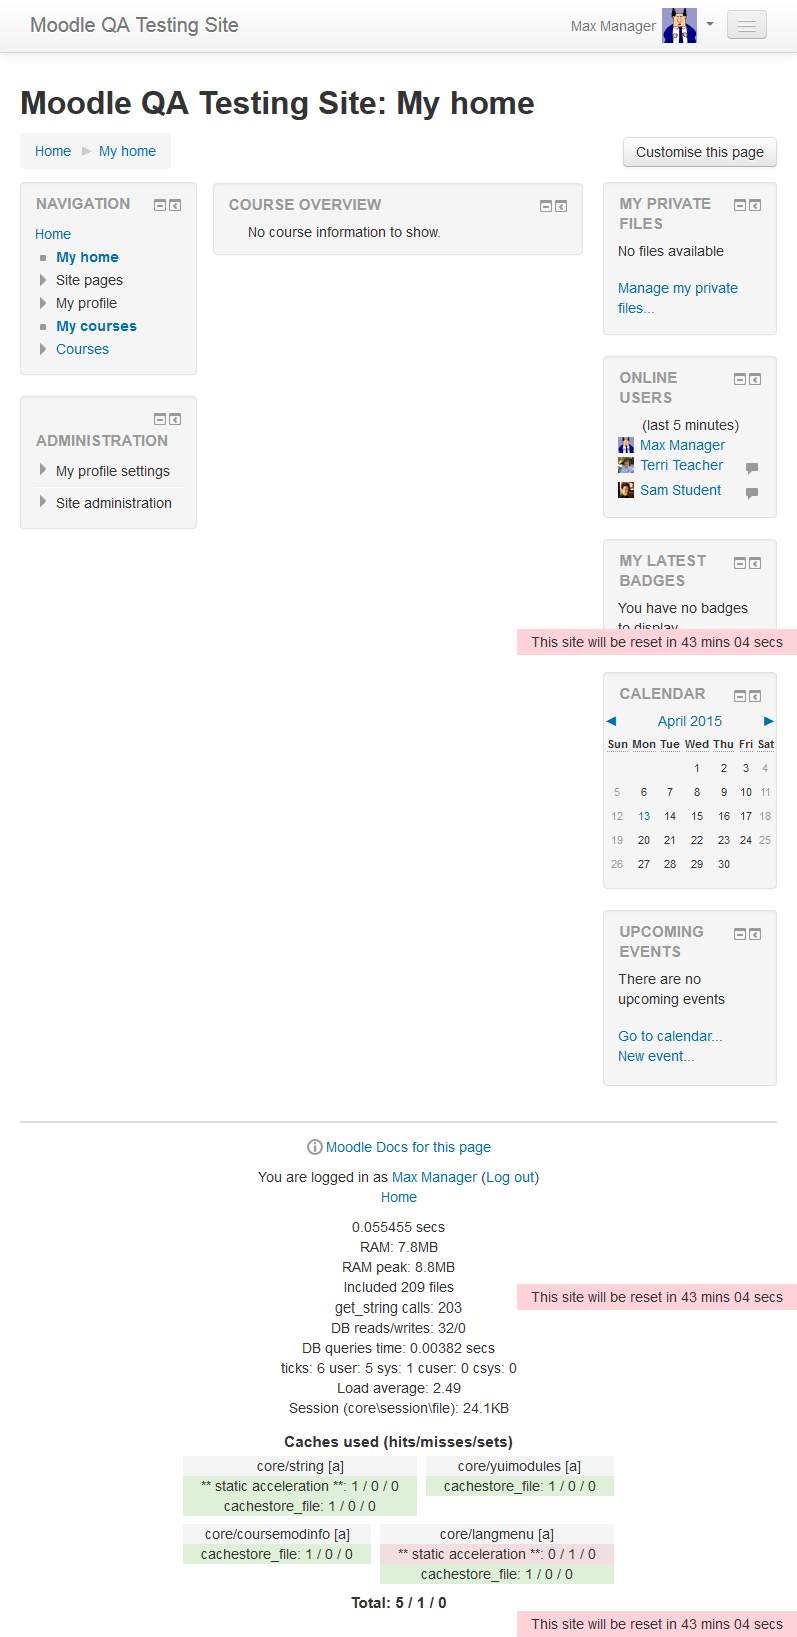 Moodle QA Testing Site
Max Manager
Moodle QA Testing Site: My home
Home
My home
Customise this page
NAVIGATION
Home
My home
Site pages
My profile
My courses
Courses
ADMINISTRATION
My profile settings
Site administration
COURSE OVERVIEW
No course information to show.
MY PRIVATE
FILES
No files available
Manage my private
files...
ONLINE
USERS
(last 5 minutes)
Max Manager
Terri Teacher
Sam Student
MY LATEST
BADGES
You have no badges
to display
This site will be reset in 43 mins 04 secs
CALENDAR
April 2015
Sun Mon Tue Wed Thu Fri Sat
1 2 3 4
5 6 7 8 9 10 11
12 13 14 15 16 17 18
19 20 21 22 23 24 25
26 27 28 29 30
UPCOMING
EVENTS
There are no
upcoming events
Go to calendar...
New event...
Moodle Docs for this page
You are logged in as Max Manager (Log out)
Home
0.055455 secs
RAM: 7.8MB
RAM peak: 8.8MB
Included 209 files
This site will be reset in 43 mins 04 secs
get_string calls: 203
DB reads/writes: 32/0
DB queries time: 0.00382 secs
ticks: 6 user: 5 sys: 1 cuser: 0 csys: 0
Load average: 2.49
Session (core\session\file): 24.1KB
Caches used (hits/misses/sets)
core/string [a]
** static acceleration **: 1 / 0 / 0
cachestore_file: 1 / 0 / 0
core/yuimodules [a]
cachestore_file: 1 / 0 / 0
core/coursemodinfo [a]
cachestore_file: 1 / 0 / 0
core/langmenu [a]
** static acceleration **: 0 / 1 / 0
cachestore_file: 1 / 0 / 0
Total: 5 / 1 / 0
This site will be reset in 43 mins 04 secs